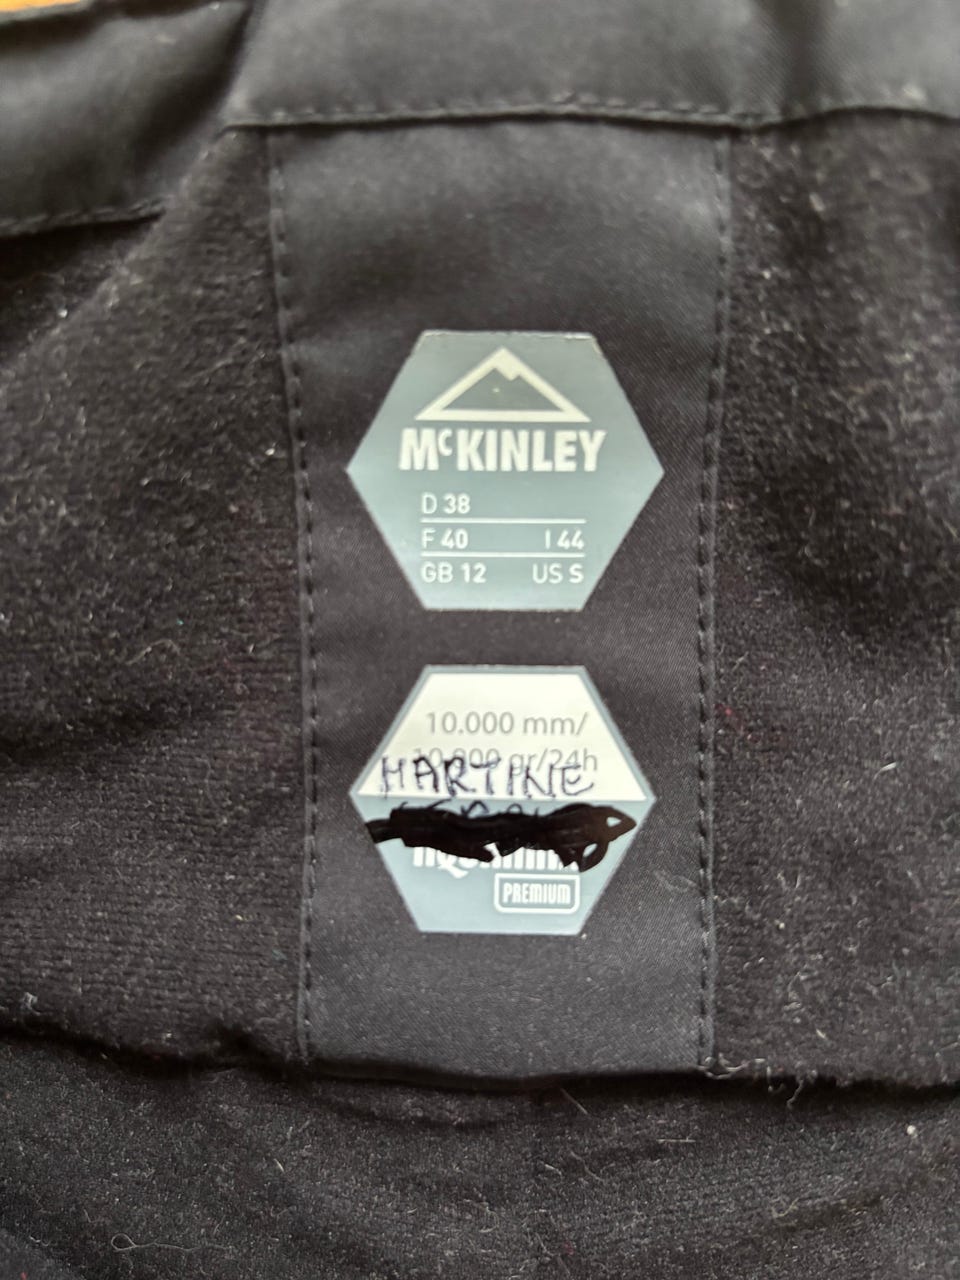 McKINLEY
D 38
F 40 I 44
GB 12 US S
10.000 mm/
10.000 gr/24h
MARTINE
PREMIUM